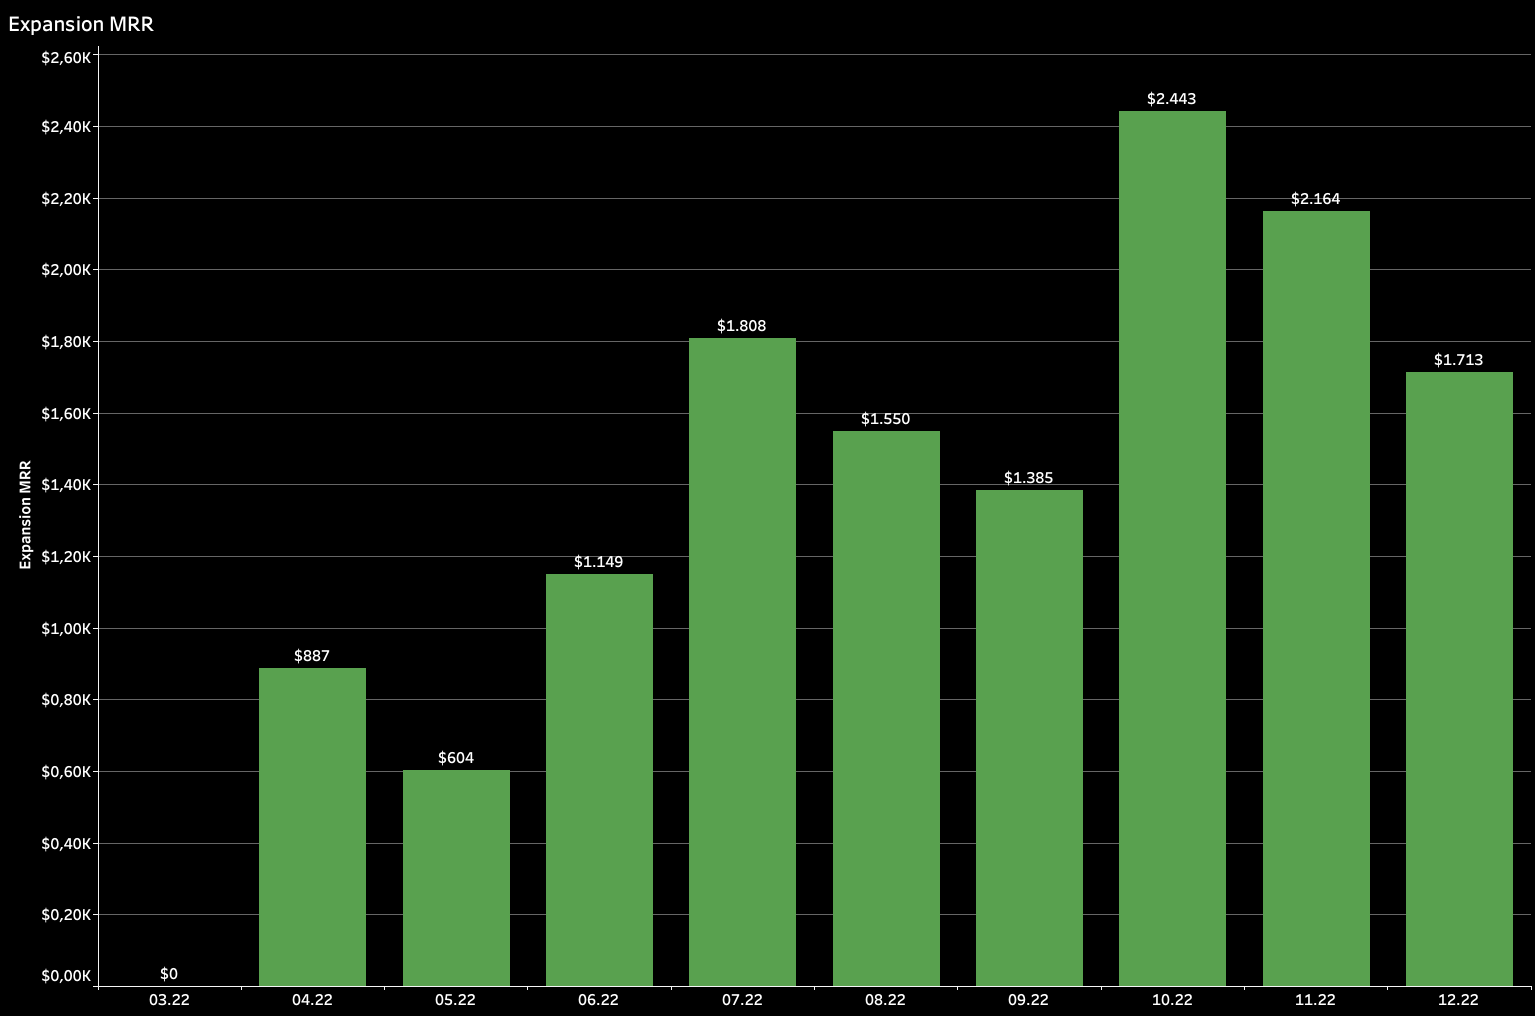 Expansion MRR
$2,60K
$2,40K
$2,20K
$2,00K
$1,80K
$1,60K
$1,40K
$1,20K
$1,00K
$0,80K
$0,60K
$0,40K
$0,20K
$0,00K
Expansion MRR
$0
$887
$604
$1.149
$1.808
$1.550
$1.385
$2.443
$2.164
$1.713
03.22 04.22 05.22 06.22 07.22 08.22 09.22 10.22 11.22 12.22